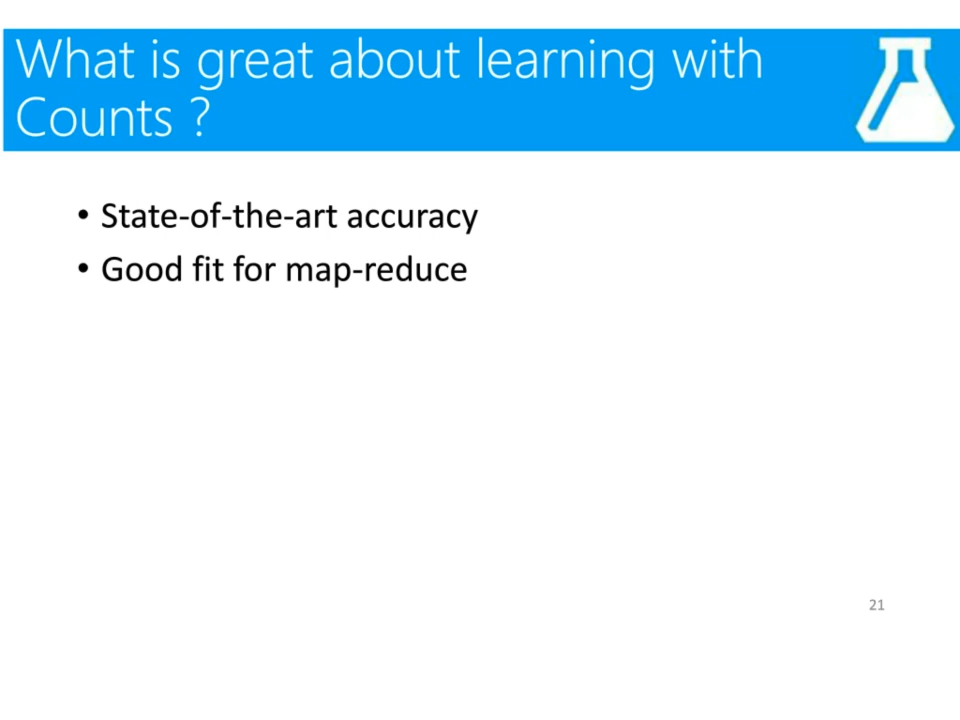 What is great about learning with
Counts ?
• State-of-the-art accuracy
• Good fit for map-reduce
21